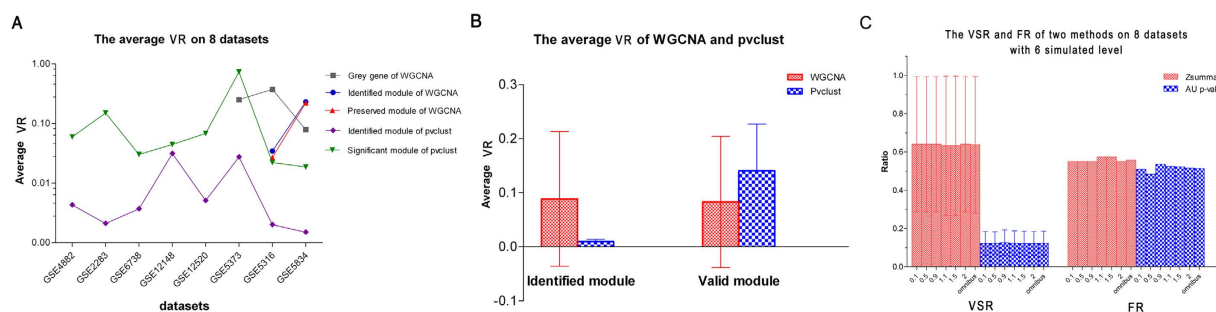 A
The average VR on 8 datasets
Average VR
1.00
0.10
0.01
0.00
GSE4882
GSE2283
GSE6738
GSE12148
GSE12520
GSE5373
GSE5316
GSE5834
datasets
Grey gene of WGCNA
Identified module of WGCNA
Preserved module of WGCNA
Identified module of pvclust
Significant module of pvclust
B
The average VR of WGCNA and pvclust
Average VR
0.3
0.2
0.1
0.0
-0.1
Identified module
Valid module
WGCNA
Pvclust
C
The VSR and FR of two methods on 8 datasets
with 6 simulated level
Ratio
1.0
0.8
0.6
0.4
0.2
0.0
0.1 0.5 0.9 1.1 1.5 2 omnibus 0.1 0.5 0.9 1.1 1.5 2 omnibus
0.1 0.5 0.9 1.1 1.5 2 omnibus 0.1 0.5 0.9 1.1 1.5 2 omnibus
VSR
FR
Zsumma
AU p-val